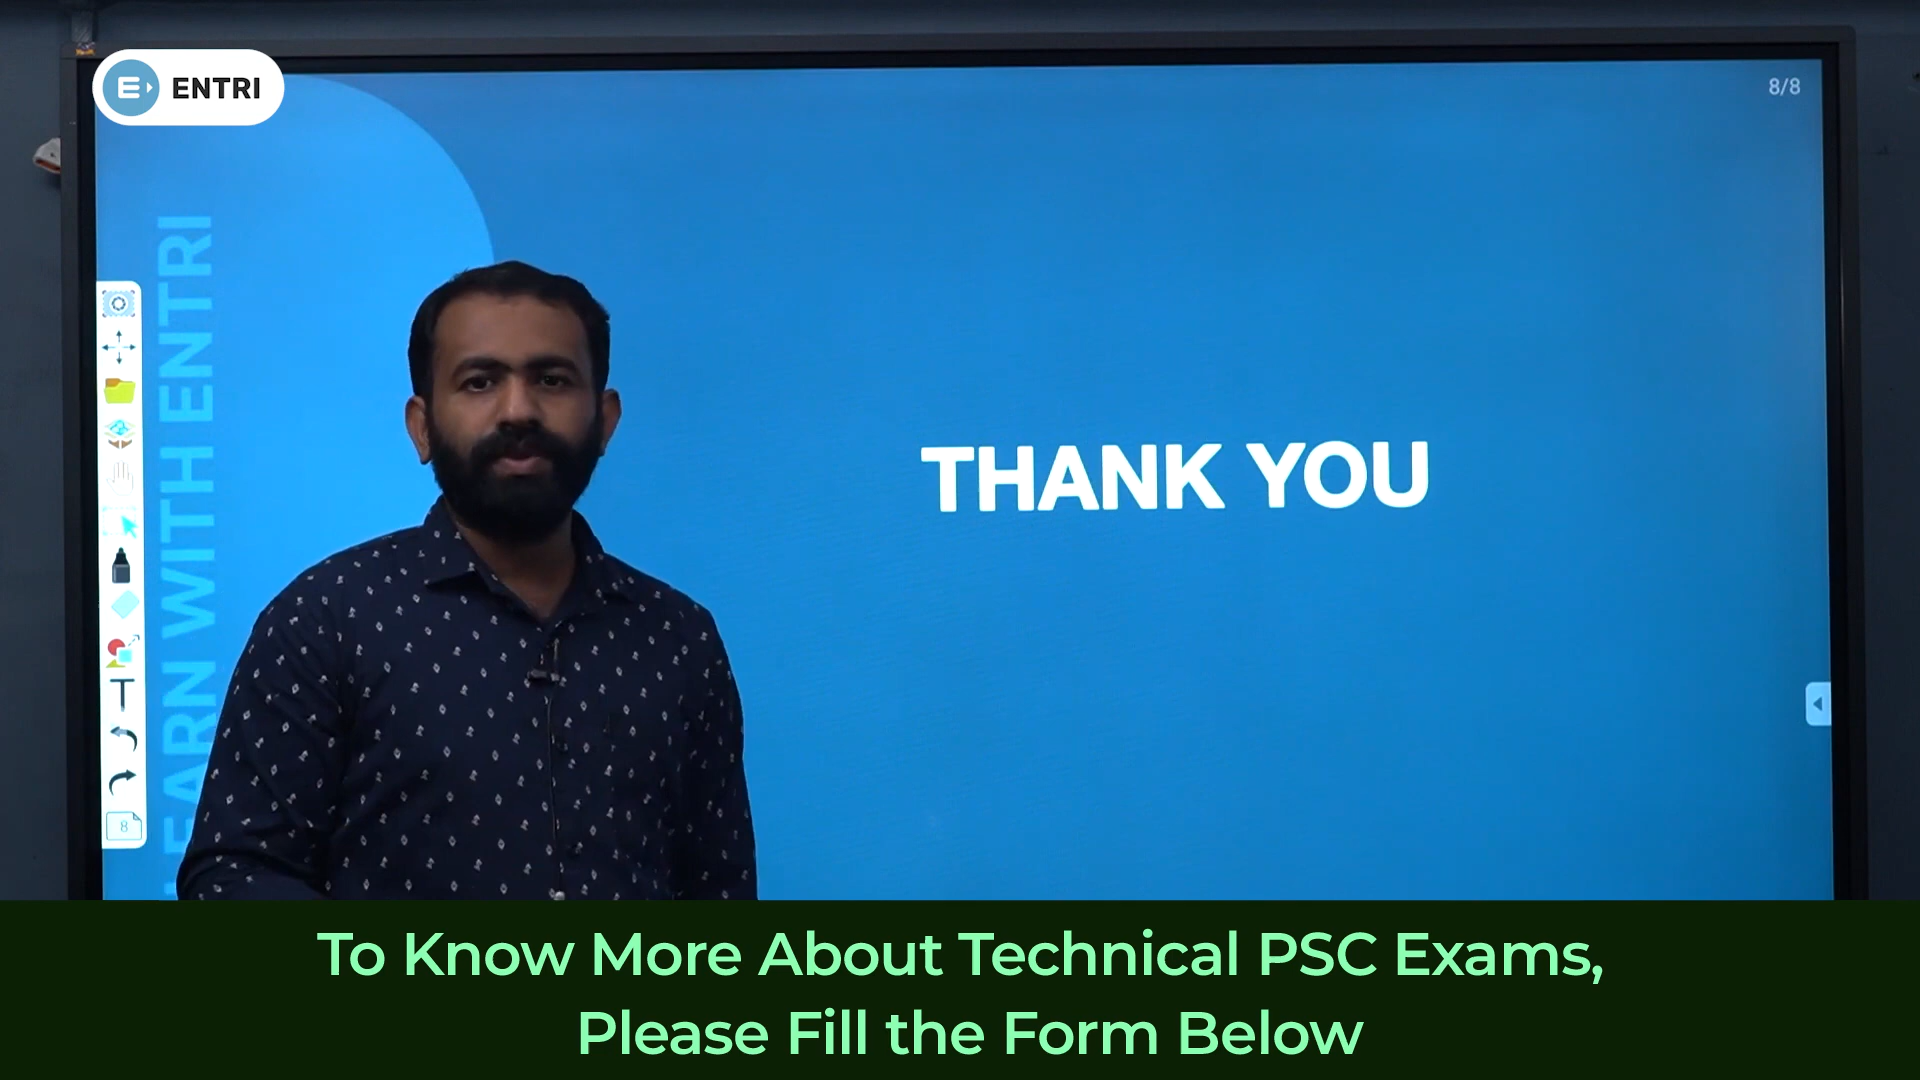 ENTRI
8/8
LEARN WITH ENTRI
THANK YOU
T
8
To Know More About Technical PSC Exams,
Please Fill the Form Below